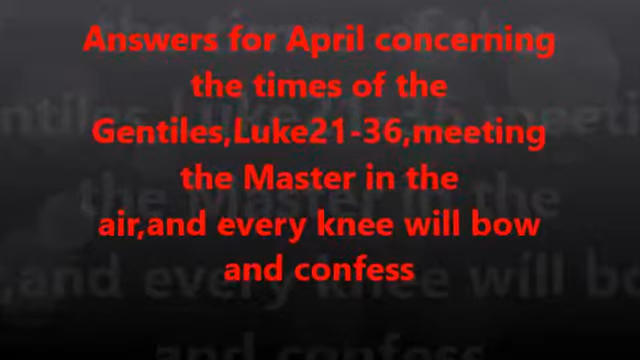 Answers for April concerning
the times of the
Gentiles,Luke21-36,meeting
the Master in the
air,and every knee will bow
and confess